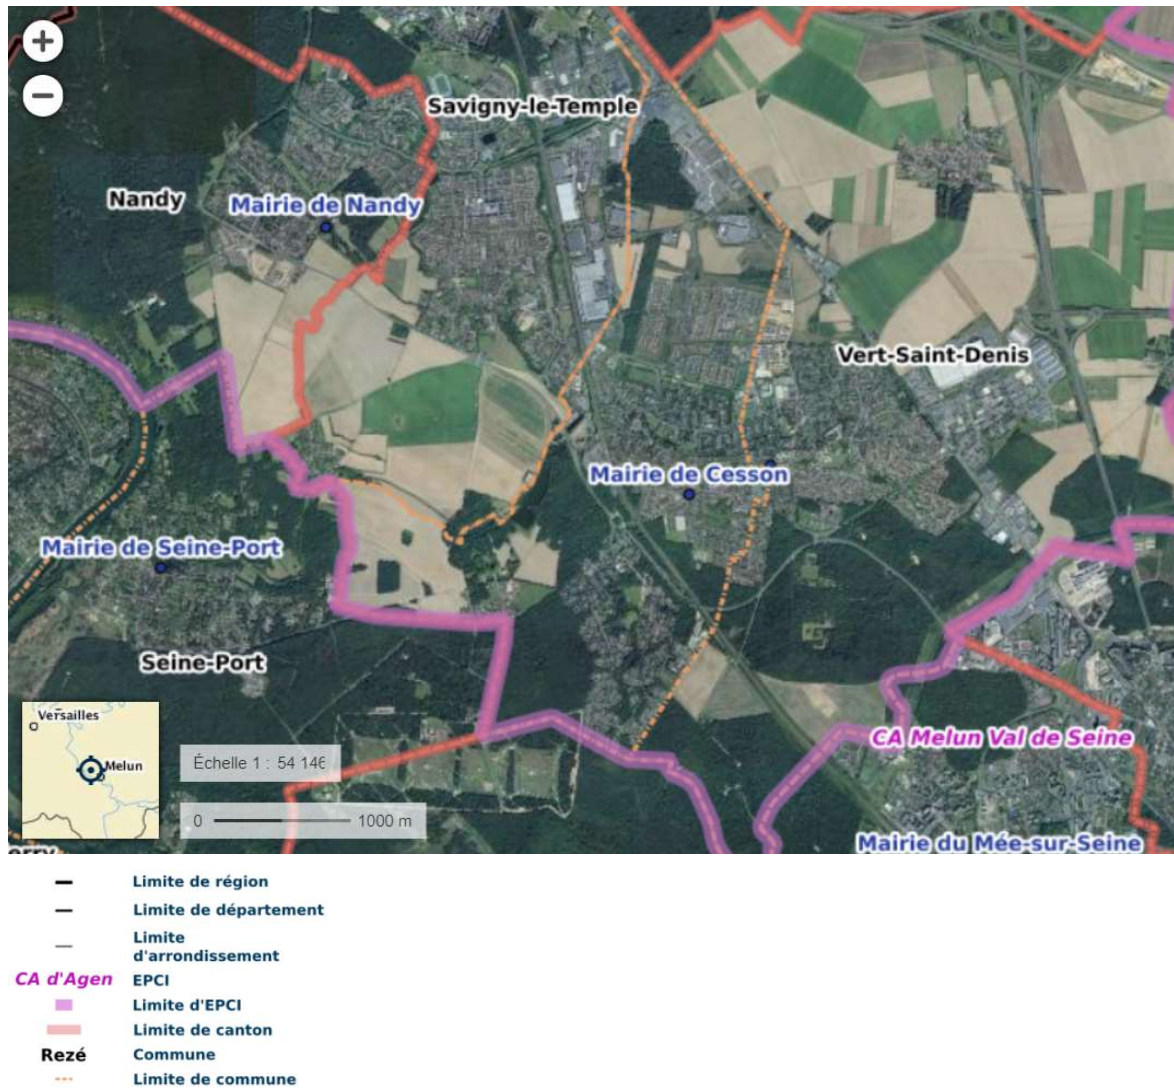 +
Savigny-le-Temple
−
Nandy
Mairie de Nandy
Vert-Saint-Denis
Mairie de Cesson
Mairie de Seine-Port
Seine-Port
Versailles
CA Melun Val de Seine
Échelle 1 : 54 146
Melun
0 1000 m
Mairie du Mée-sur-Seine
Limite de région
Limite de département
Limite
d'arrondissement
CA d'Agen EPCI
Limite d'EPCI
Limite de canton
Rezé Commune
Limite de commune